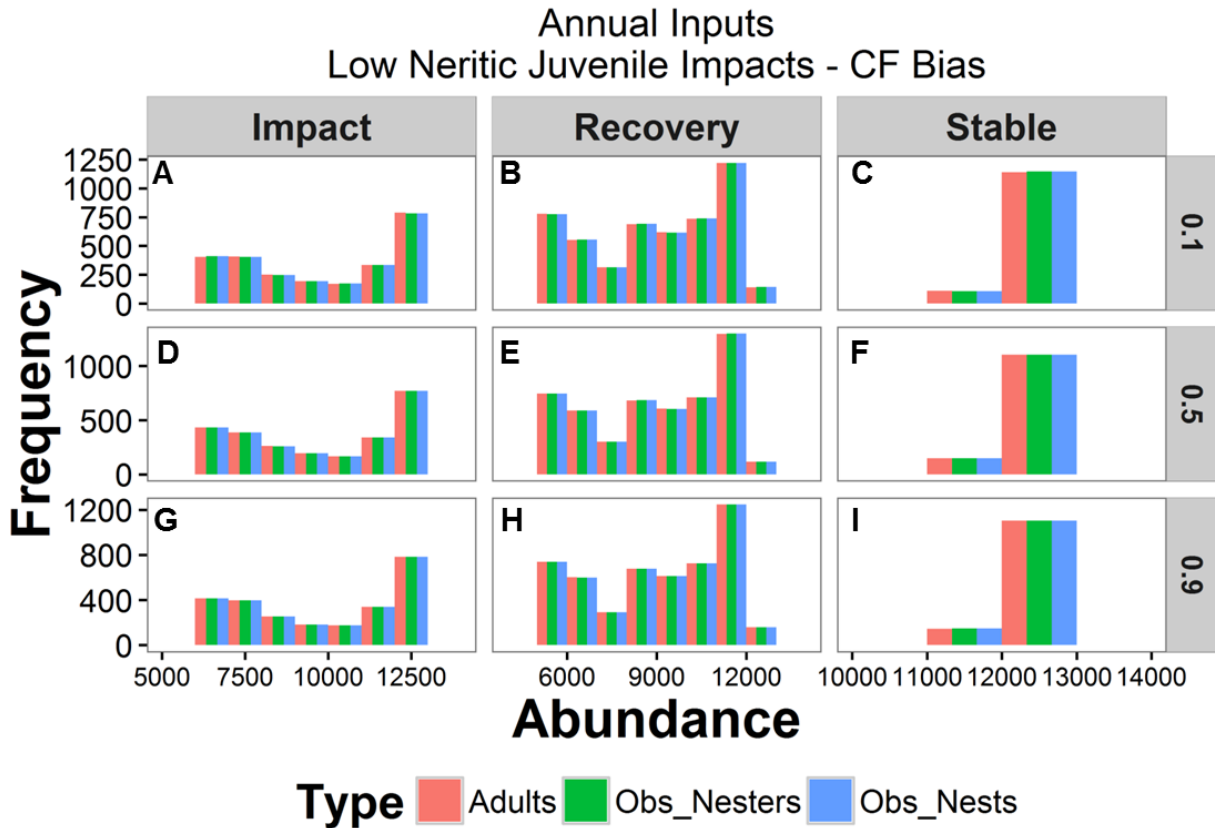 Annual Inputs
Low Neritic Juvenile Impacts - CF Bias
Impact Recovery Stable
Frequency
A B C
1250
1000
750
500
250
0
0.1
D E F
1000
500
0
0.5
G H I
1200
800
400
0
0.9
5000 7500 10000 12500 6000 9000 12000 10000 11000 12000 13000 14000
Abundance
Type Adults Obs_Nesters Obs_Nests